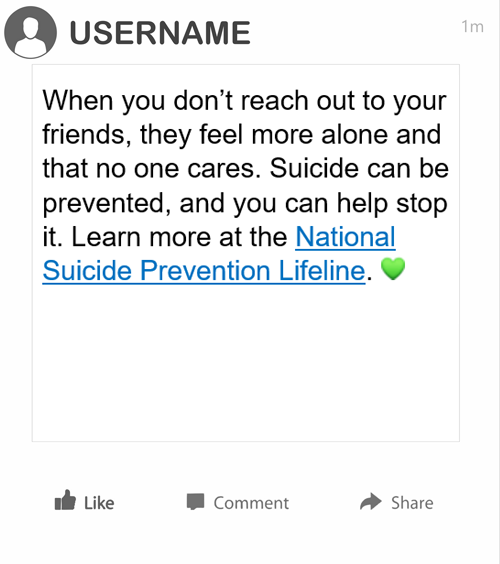 USERNAME
1m
When you don’t reach out to your
friends, they feel more alone and
that no one cares. Suicide can be
prevented, and you can help stop
it. Learn more at the National
Suicide Prevention Lifeline. 💚
Like Comment Share